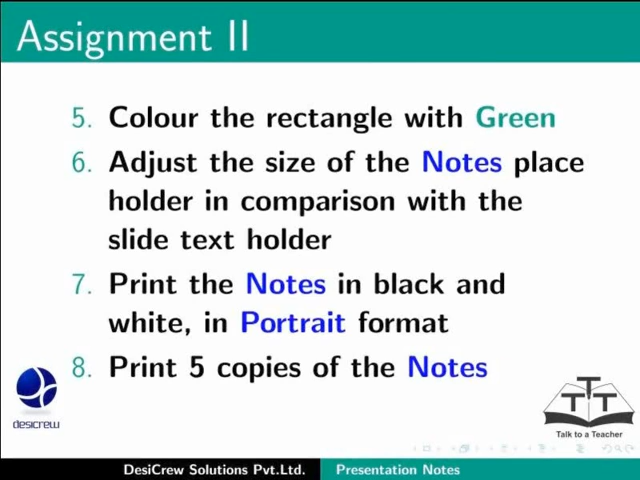 Assignment II
5. Colour the rectangle with Green
6. Adjust the size of the Notes place
holder in comparison with the
slide text holder
7. Print the Notes in black and
white, in Portrait format
8. Print 5 copies of the Notes
desicrew
TTT
Talk to a Teacher
DesiCrew Solutions Pvt.Ltd. Presentation Notes